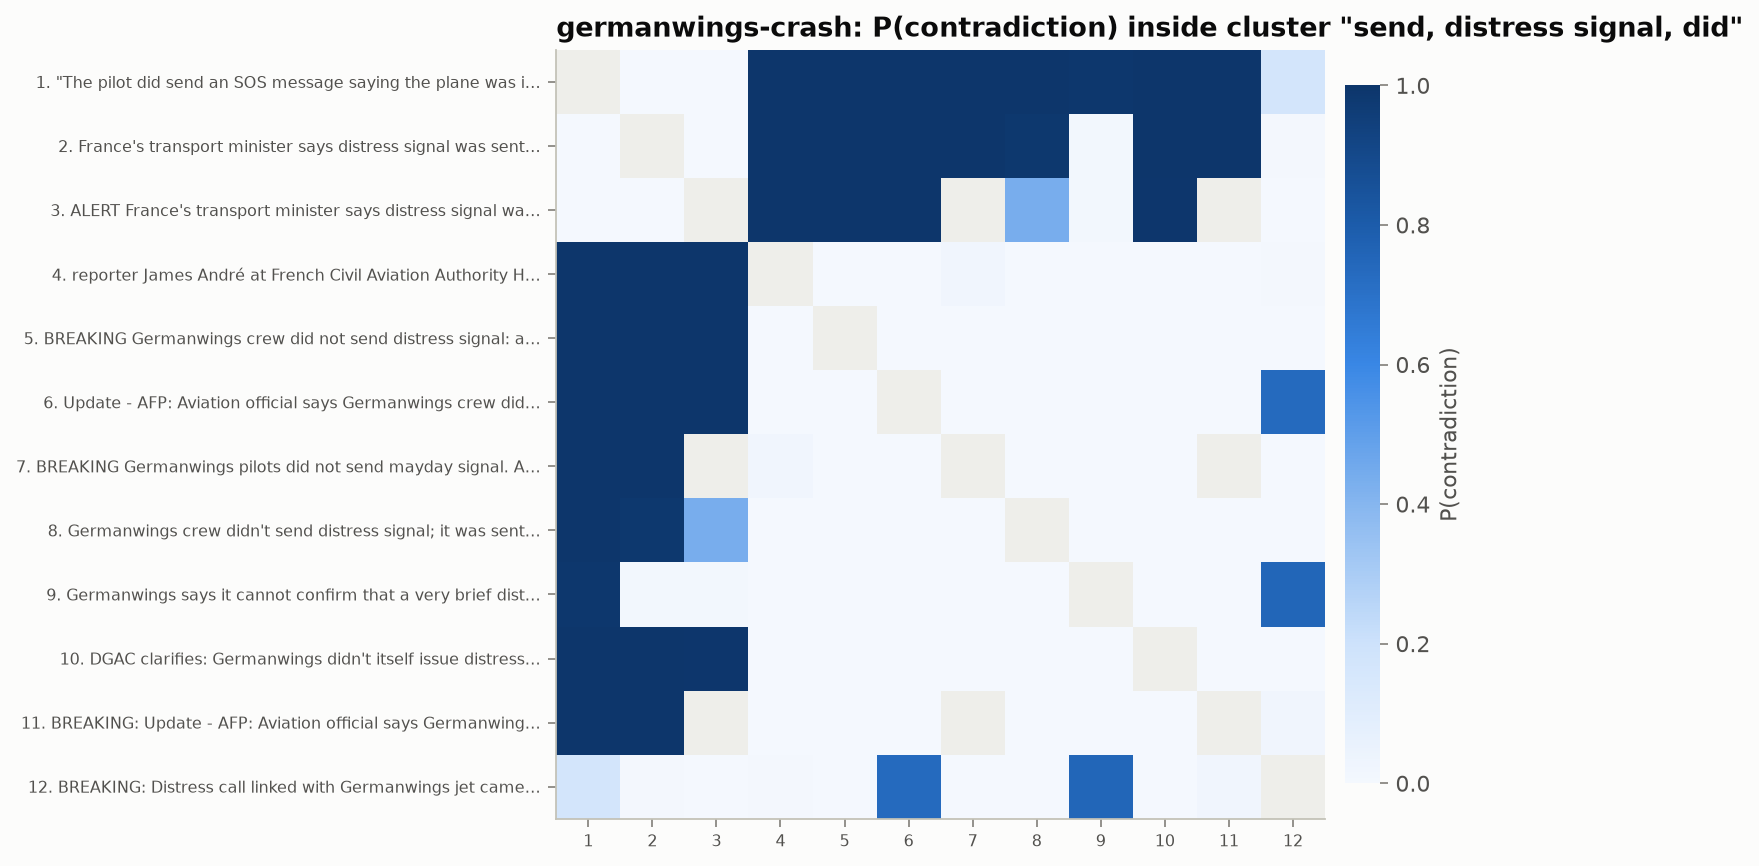 germanwings-crash: P(contradiction) inside cluster "send, distress signal, did"
1. "The pilot did send an SOS message saying the plane was i...
2. France's transport minister says distress signal was sent...
3. ALERT France's transport minister says distress signal wa...
4. reporter James André at French Civil Aviation Authority H...
5. BREAKING Germanwings crew did not send distress signal: a...
6. Update - AFP: Aviation official says Germanwings crew did...
7. BREAKING Germanwings pilots did not send mayday signal. A...
8. Germanwings crew didn't send distress signal; it was sent...
9. Germanwings says it cannot confirm that a very brief dist...
10. DGAC clarifies: Germanwings didn't itself issue distress...
11. BREAKING: Update - AFP: Aviation official says Germanwing...
12. BREAKING: Distress call linked with Germanwings jet came...
1 2 3 4 5 6 7 8 9 10 11 12
1.0
0.8
0.6
0.4
0.2
0.0
P(contradiction)